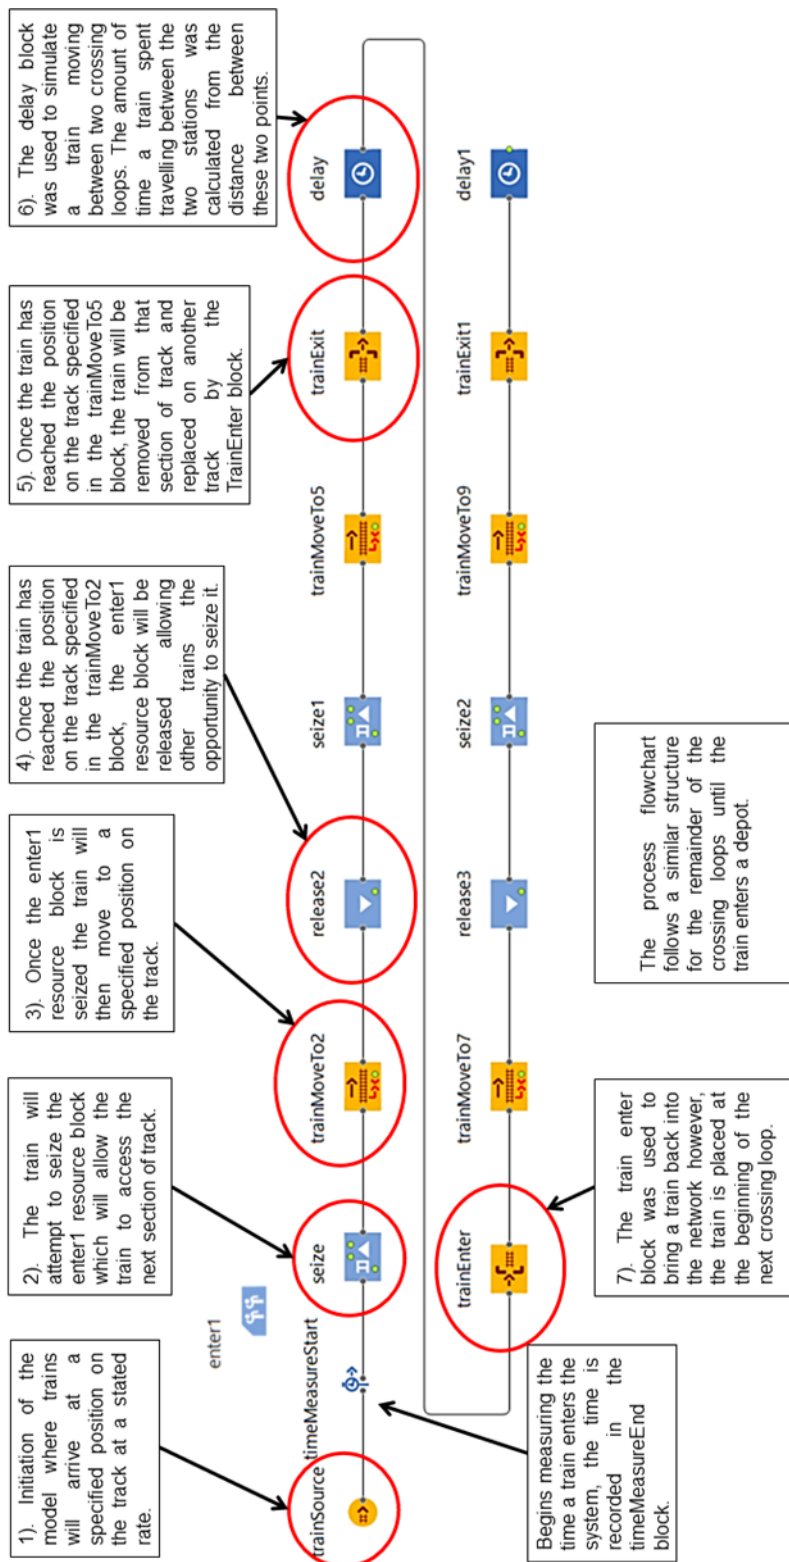 1). Initiation of the
model where trains
will arrive at a
specified position on
the track at a stated
rate.
2). The train will
attempt to seize the
enter1 resource block
which will allow the
train to access the
next section of track.
3). Once the enter1
resource block is
seized the train will
then move to a
specified position on
the track.
4). Once the train has
reached the position
on the track specified
in the trainMoveTo2
block, the enter1
resource block will be
released allowing
other trains the
opportunity to seize it.
5). Once the train has
reached the position
on the track specified
in the trainMoveTo5
block, the train will be
removed from that
section of track and
replaced on another
track by the
TrainEnter block.
6). The delay block
was used to simulate
a train moving
between two crossing
loops. The amount of
time a train spent
travelling between the
two stations was
calculated from the
distance between
these two points.
enter1
trainSource
timeMeasureStart
seize
trainMoveTo2
release2
seize1
trainMoveTo5
trainExit
delay
trainEnter
trainMoveTo7
release3
seize2
trainMoveTo9
trainExit1
delay1
Begins measuring the
time a train enters the
system, the time is
recorded in the
timeMeasureEnd
block.
7). The train enter
block was used to
bring a train back into
the network however,
the train is placed at
the beginning of the
next crossing loop.
The process flowchart
follows a similar structure
for the remainder of the
crossing loops until the
train enters a depot.